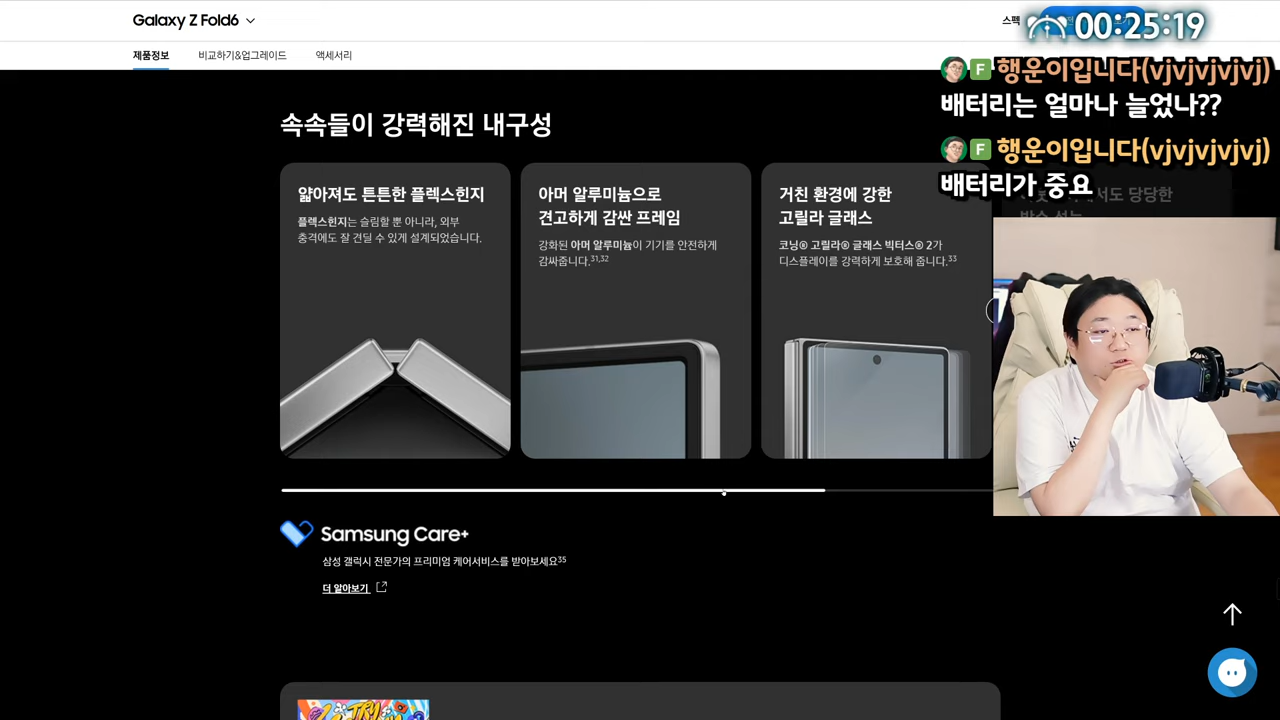 Galaxy Z Fold6
스펙
00:25:19
제품정보
비교하기&업그레이드
액세서리
F 행운이입니다(vjvjvjvjvj)
배터리는 얼마나 늘었나??
F 행운이입니다(vjvjvjvjvj)
배터리가 중요
속속들이 강력해진 내구성
얇아져도 튼튼한 플렉스힌지
플렉스힌지는 슬림할 뿐 아니라, 외부
충격에도 잘 견딜 수 있게 설계되었습니다.
아머 알루미늄으로
견고하게 감싼 프레임
강화된 아머 알루미늄이 기기를 안전하게
감싸줍니다.31,32
거친 환경에 강한
고릴라 글래스
코닝® 고릴라® 글래스 빅터스® 2가
디스플레이를 강력하게 보호해 줍니다.33
서도 당당한
Samsung Care+
삼성 갤럭시 전문가의 프리미엄 케어서비스를 받아보세요35
더 알아보기